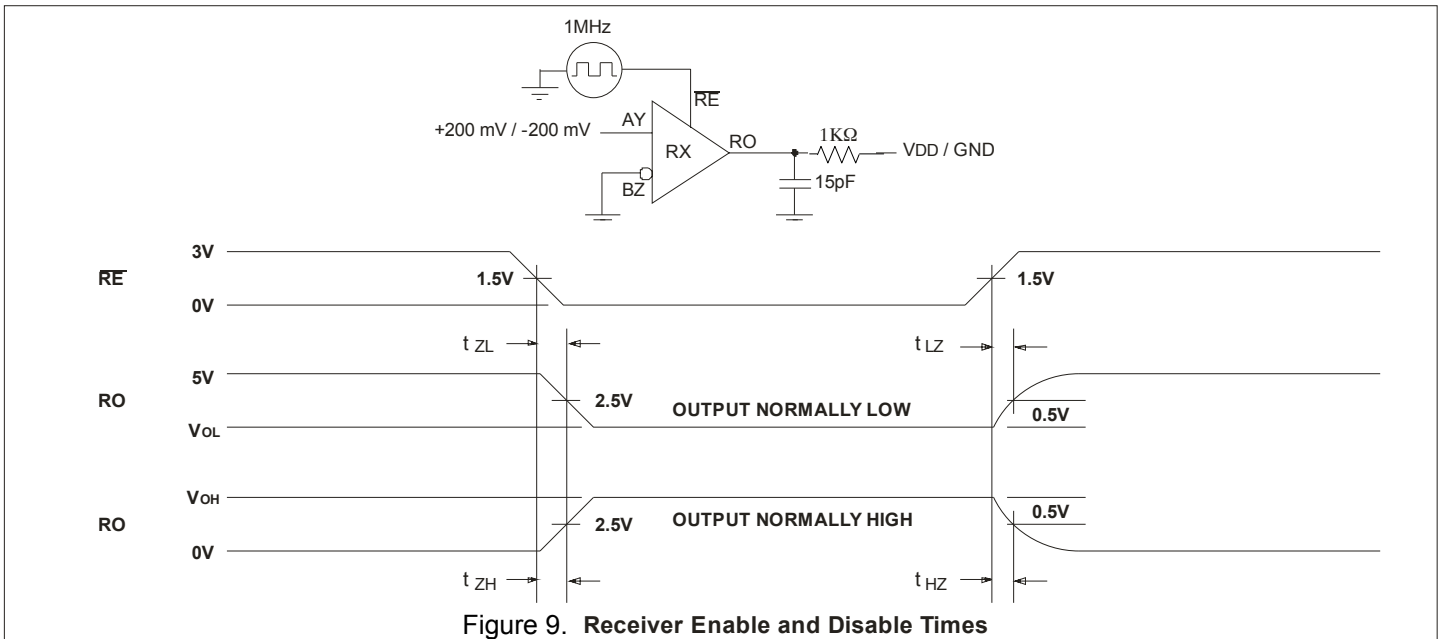 1MHz
RE
+200 mV / -200 mV
AY
RX
RO
BZ
1KΩ
VDD / GND
15pF
RE
3V
1.5V
0V
1.5V
t ZL
t LZ
RO
5V
2.5V
VOL
OUTPUT NORMALLY LOW
0.5V
RO
VOH
2.5V
0V
OUTPUT NORMALLY HIGH
0.5V
t ZH
t HZ
Figure 9. Receiver Enable and Disable Times